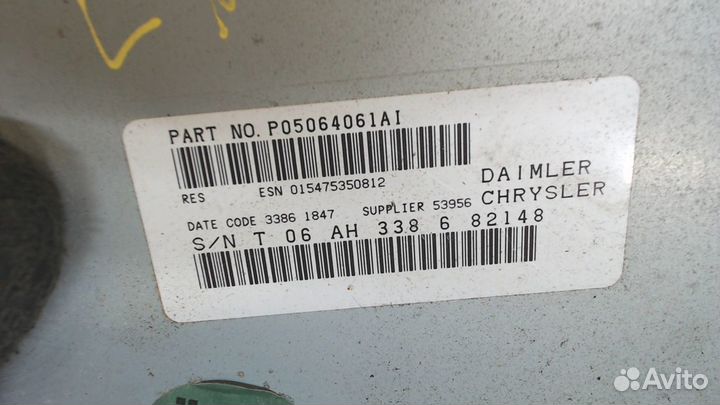 PART NO. P05064061AI
RES ESN 015475350812
DAIMLER
CHRYSLER
DATE CODE 3386 1847 SUPPLIER 53956
S/N T 06 AH 338 6 82148
Avito